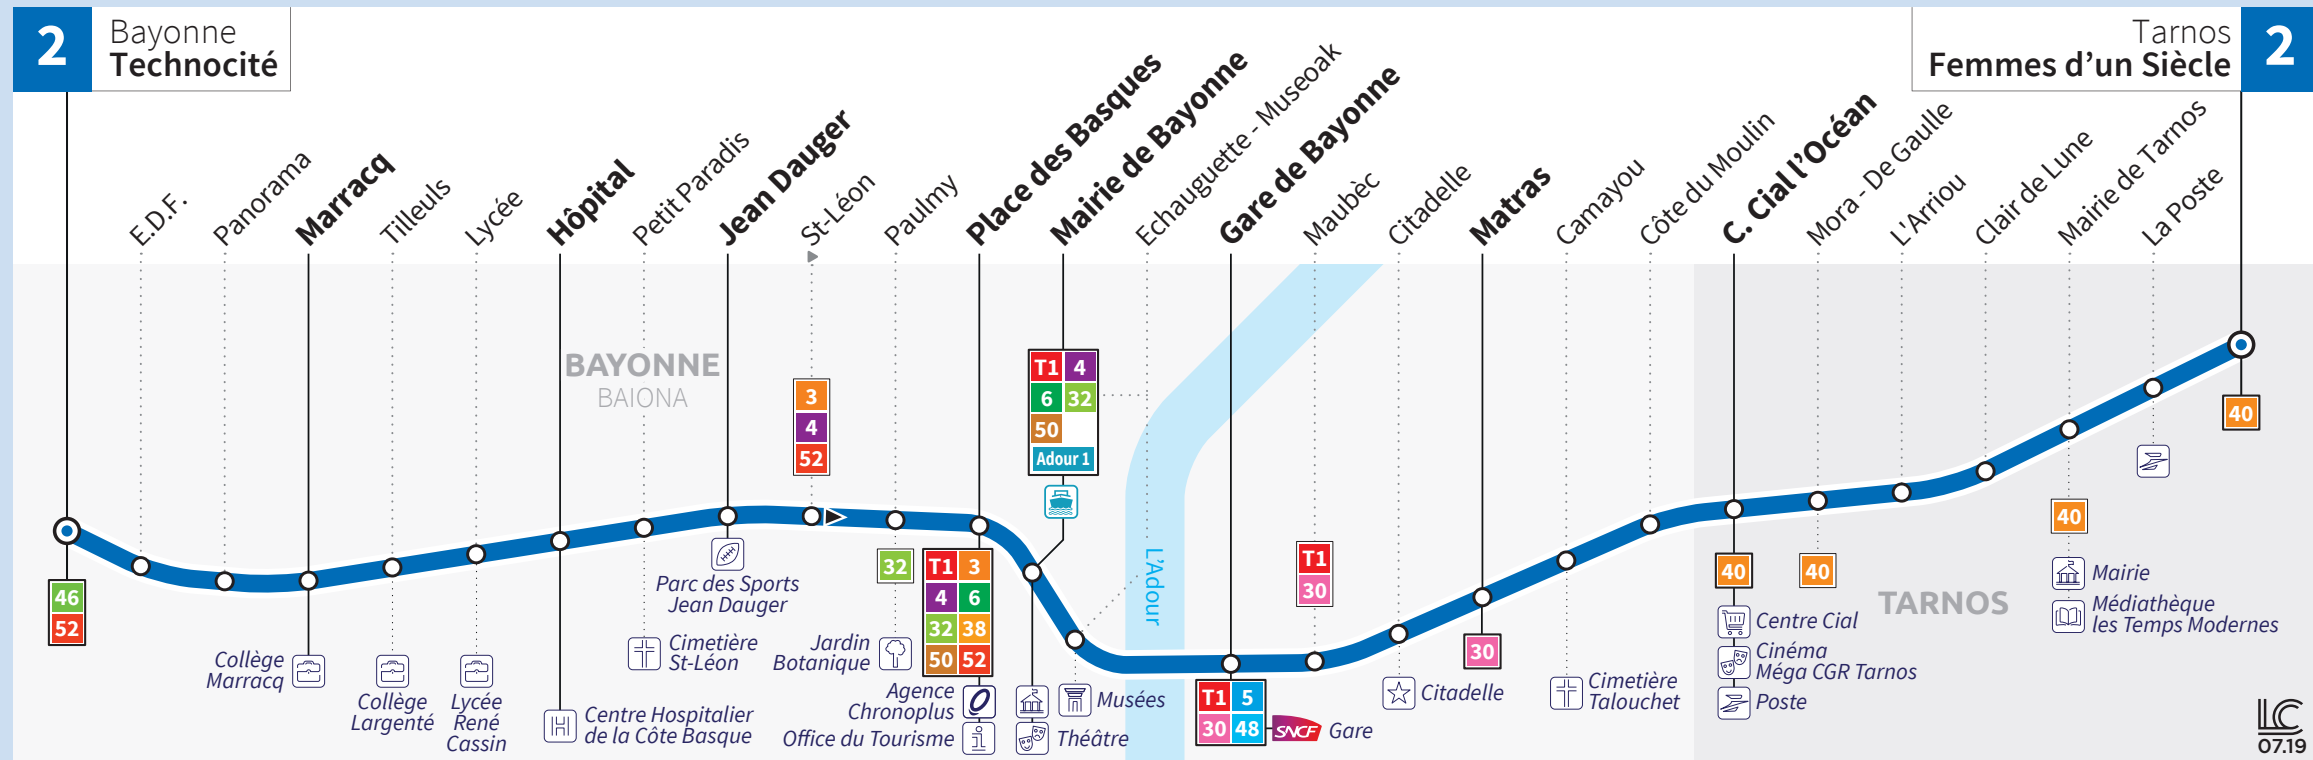 2
Bayonne
Technocité
Tarnos
Femmes d'un Siècle
2
E.D.F.
Panorama
Marracq
Tilleuls
Lycée
Hôpital
Petit Paradis
Jean Dauger
St-Léon
Paulmy
Place des Basques
Mairie de Bayonne
Echauguette - Museoak
Gare de Bayonne
Maubèc
Citadelle
Matras
Camayou
Côte du Moulin
C. Cial l'Océan
Mora - De Gaulle
L'Arriou
Clair de Lune
Mairie de Tarnos
La Poste
BAYONNE
BAIONA
TARNOS
L'Adour
46
52
Collège
Marracq
Collège
Largenté
Lycée
René
Cassin
H
Centre Hospitalier
de la Côte Basque
Cimetière
St-Léon
Parc des Sports
Jean Dauger
3
4
52
32
Jardin
Botanique
T1 3
4 6
32 38
50 52
Agence
Chronoplus
Office du Tourisme
i
T1 4
6 32
50
Adour 1
Musées
Théâtre
T1 5
30 48
SNCF Gare
T1
30
Citadelle
30
Cimetière
Talouchet
40
Centre Cial
Cinéma
Méga CGR Tarnos
Poste
40
40
Mairie
Médiathèque
les Temps Modernes
40
LC
07.19